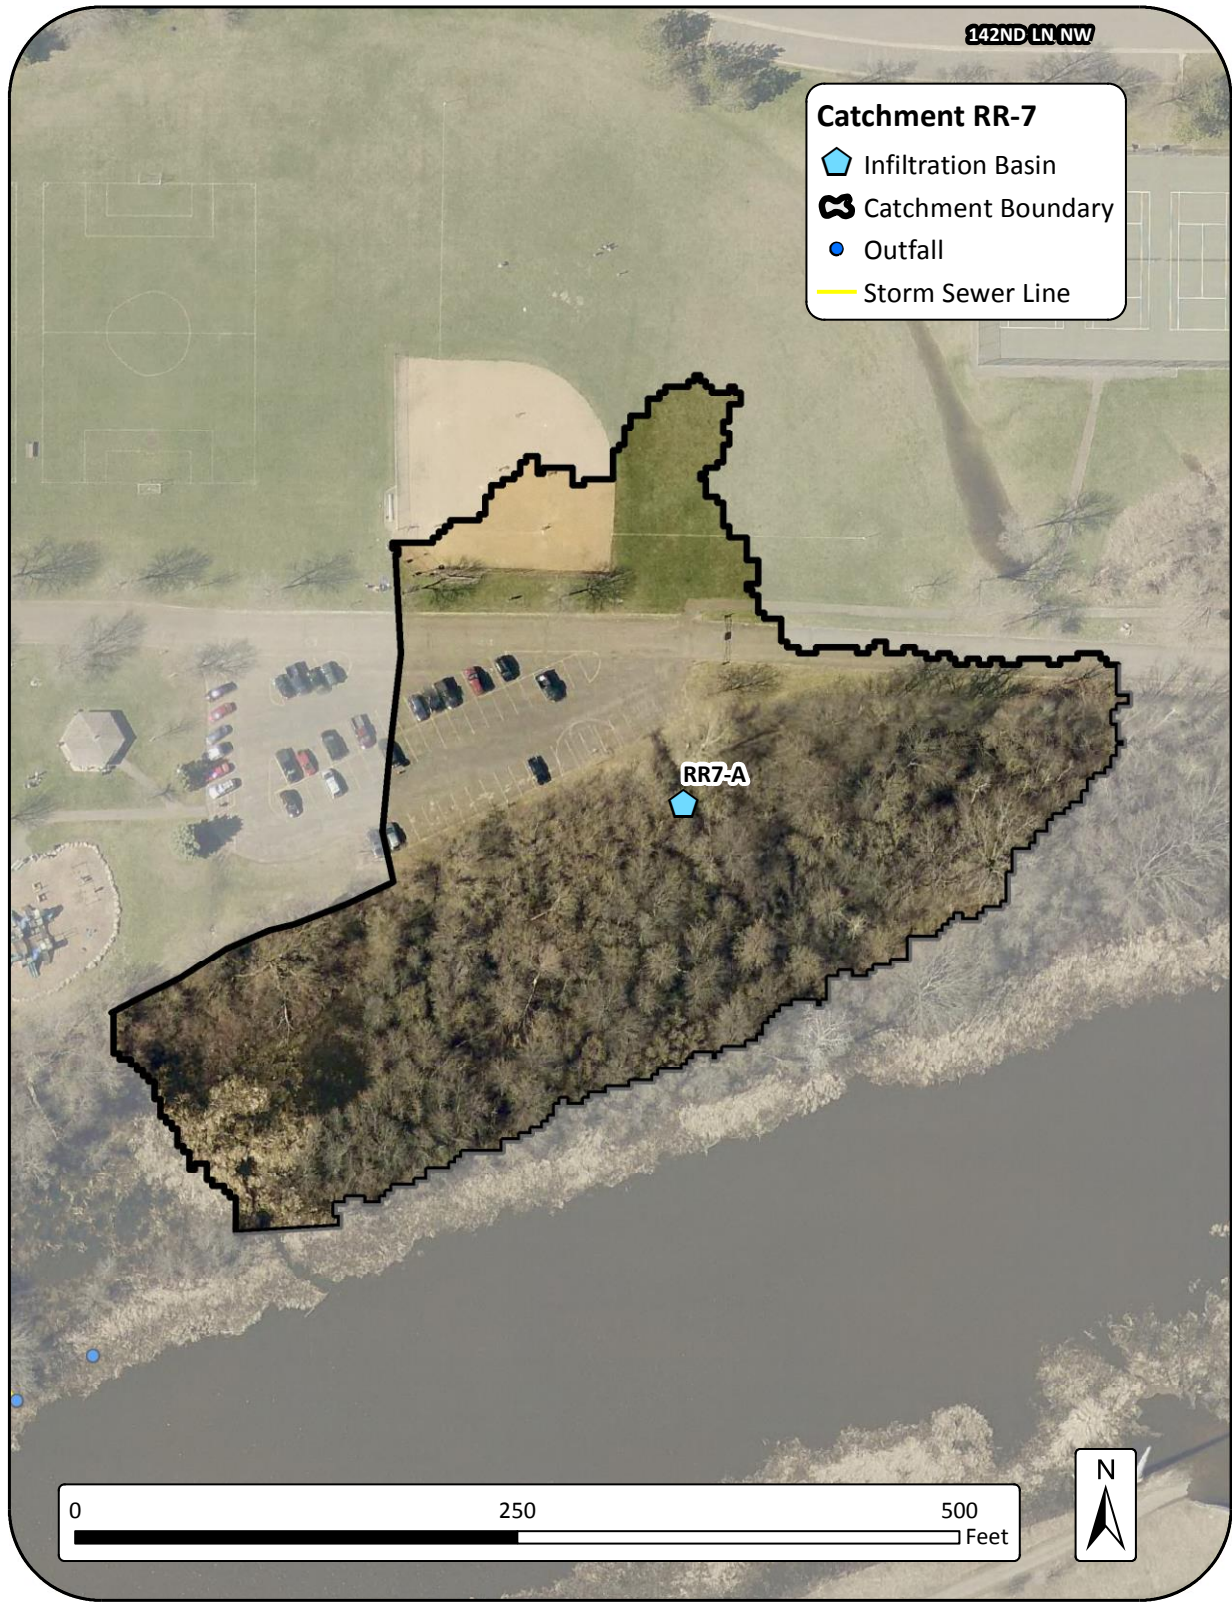 142ND LN NW
Catchment RR-7
Infiltration Basin
Catchment Boundary
Outfall
Storm Sewer Line
RR7-A
N
0 250 500
Feet